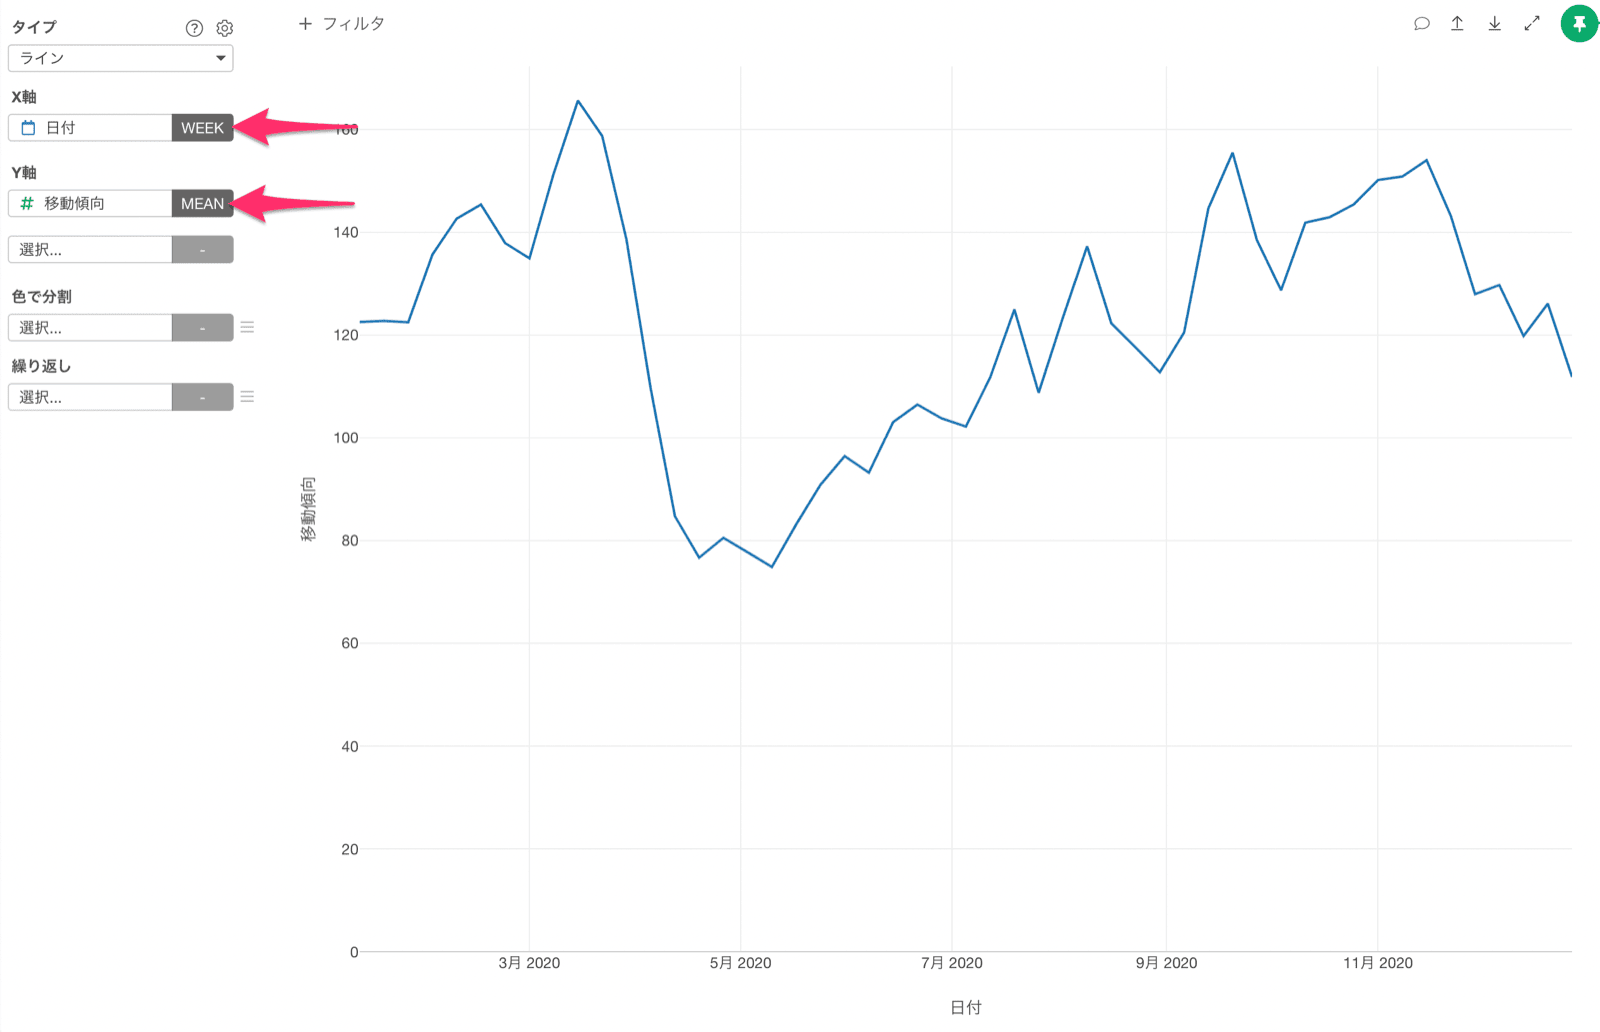 タイプ
ライン
X軸
日付 WEEK
Y軸
移動傾向 MEAN
選択... -
色で分割
選択... -
繰り返し
選択... -
+ フィルタ
160
140
120
100
80
60
40
20
0
移動傾向
3月 2020 5月 2020 7月 2020 9月 2020 11月 2020
日付